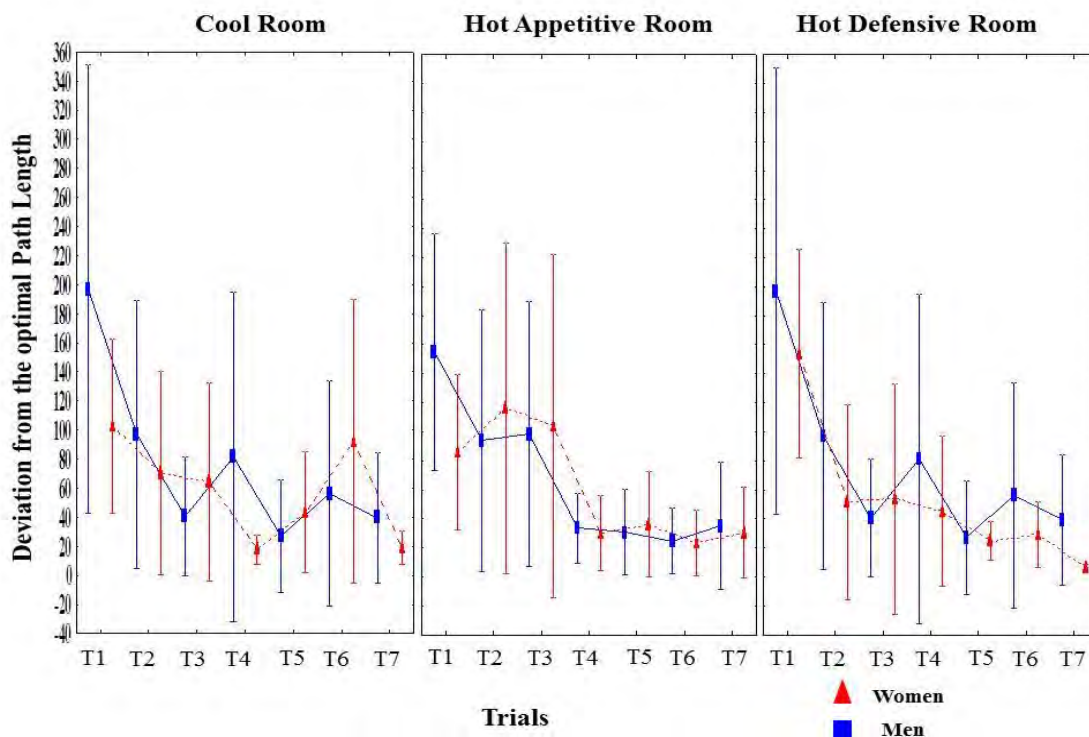 Cool Room
Hot Appetitive Room
Hot Defensive Room
Deviation from the optimal Path Length
360
340
320
300
280
260
240
220
200
180
160
140
120
100
80
60
40
20
0
-20
-40
T1 T2 T3 T4 T5 T6 T7
T1 T2 T3 T4 T5 T6 T7
T1 T2 T3 T4 T5 T6 T7
Trials
Women
Men